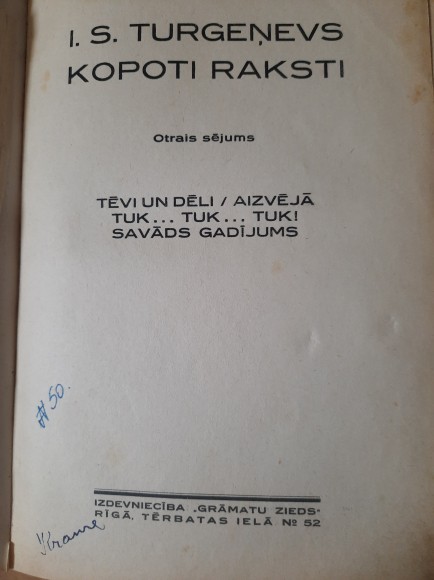 I. S. TURGEŅEVS
KOPOTI RAKSTI
Otrais sējums
TĒVI UN DĒLI / AIZVĒJĀ
TUK... TUK... TUK!
SAVĀDS GADĪJUMS
50.
IZDEVNIECĪBA „GRĀMATU ZIEDS"
RĪGĀ, TĒRBATAS IELĀ № 52